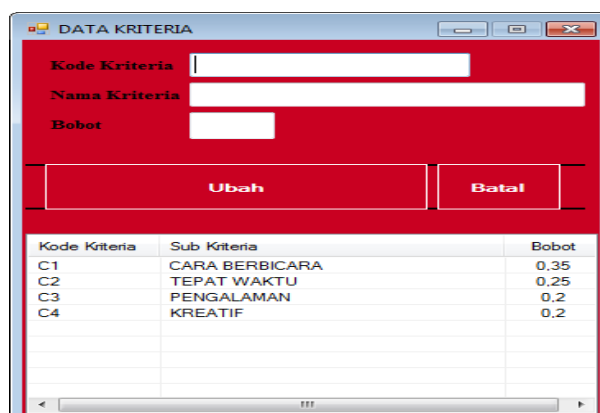 DATA KRITERIA
Kode Kriteria
Nama Kriteria
Bobot
Ubah Batal
Kode Kriteria Sub Kriteria Bobot
C1 CARA BERBICARA 0,35
C2 TEPAT WAKTU 0,25
C3 PENGALAMAN 0,2
C4 KREATIF 0,2